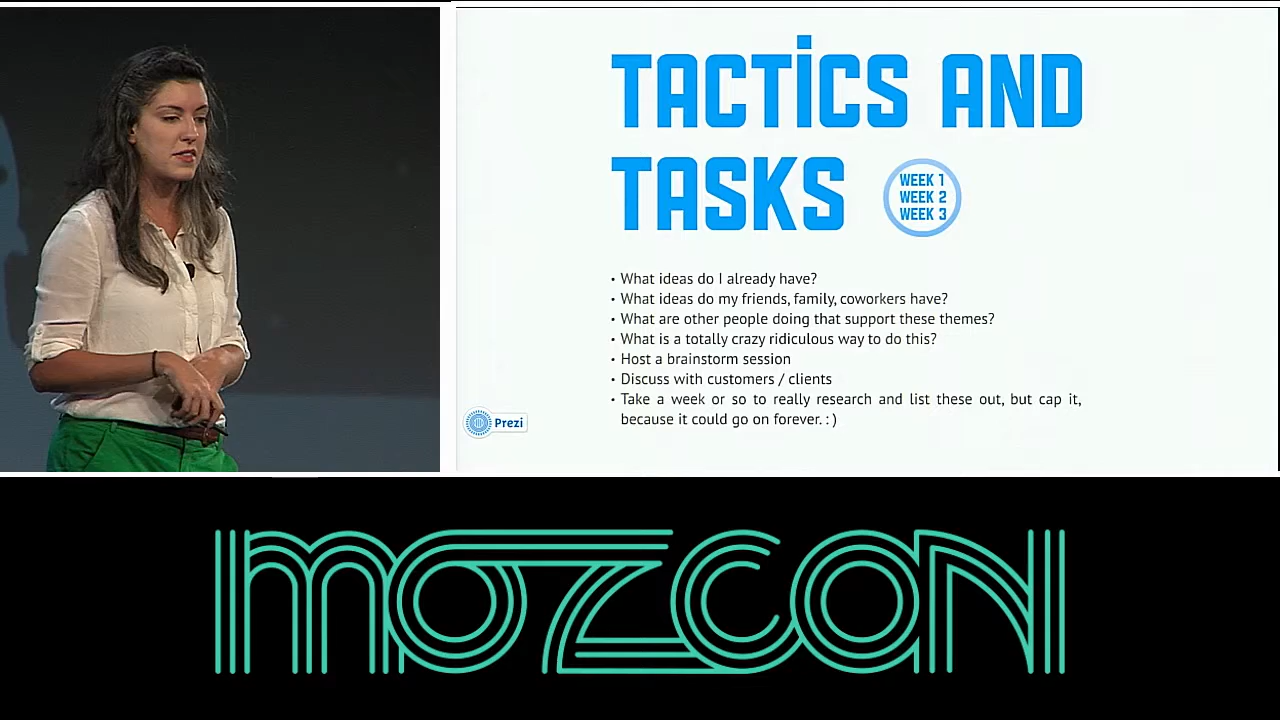 TACTICS AND
TASKS
WEEK 1
WEEK 2
WEEK 3
• What ideas do I already have?
• What ideas do my friends, family, coworkers have?
• What are other people doing that support these themes?
• What is a totally crazy ridiculous way to do this?
• Host a brainstorm session
• Discuss with customers / clients
• Take a week or so to really research and list these out, but cap it,
because it could go on forever. : )
Prezi
mozcon